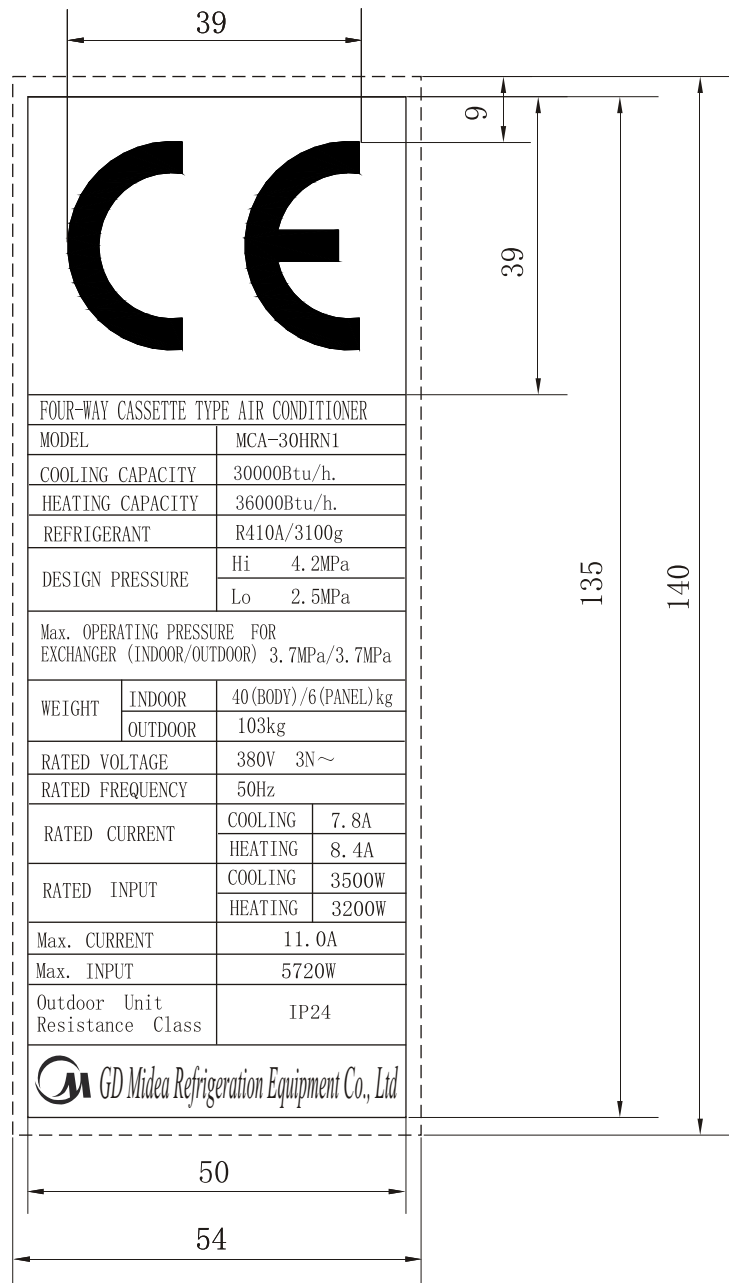 39
9
39
135
140
CE
FOUR-WAY CASSETTE TYPE AIR CONDITIONER
MODEL MCA-30HRN1
COOLING CAPACITY 30000Btu/h.
HEATING CAPACITY 36000Btu/h.
REFRIGERANT R410A/3100g
DESIGN PRESSURE
Hi 4.2MPa
Lo 2.5MPa
Max. OPERATING PRESSURE FOR
EXCHANGER (INDOOR/OUTDOOR) 3.7MPa/3.7MPa
WEIGHT
INDOOR 40(BODY)/6(PANEL)kg
OUTDOOR 103kg
RATED VOLTAGE 380V 3N～
RATED FREQUENCY 50Hz
RATED CURRENT
COOLING 7.8A
HEATING 8.4A
RATED INPUT
COOLING 3500W
HEATING 3200W
Max. CURRENT 11.0A
Max. INPUT 5720W
Outdoor Unit
Resistance Class IP24
GD Midea Refrigeration Equipment Co., Ltd
50
54